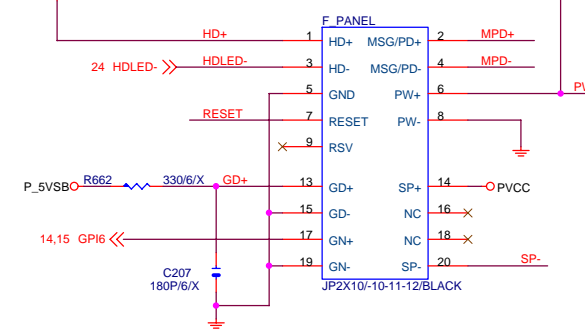 F_PANEL
HD+ 1 HD+ MSG/PD+ 2 MPD+
24 HDLED- HDLED- 3 HD- MSG/PD- 4 MPD-
5 GND PW+ 6
RESET 7 RESET PW- 8
9 RSV
P_5VSB R662 330/6/X GD+ 13 GD+ SP+ 14 PVCC
15 GD- NC 16
14,15 GPI6 17 GN+ NC 18
19 GN- SP- 20 SP-
C207
180P/6/X
JP2X10/-10-11-12/BLACK